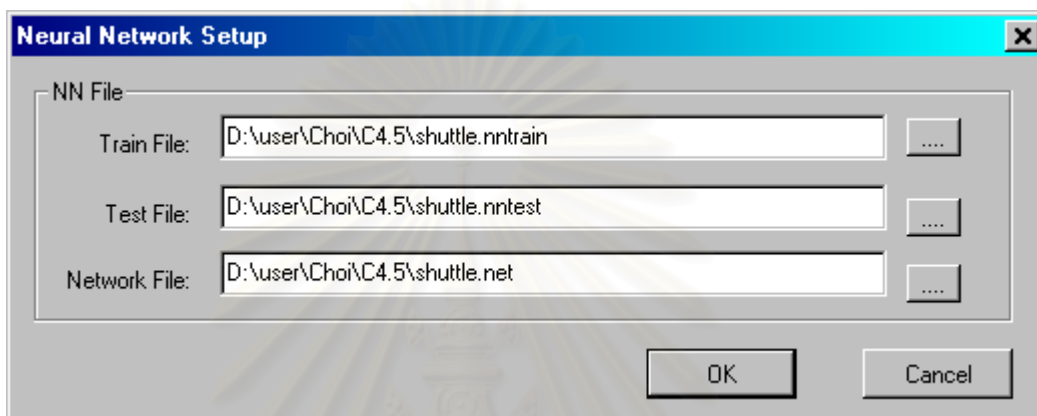 Neural Network Setup
NN File
Train File: D:\user\Choi\C4.5\shuttle.nntrain ....
Test File: D:\user\Choi\C4.5\shuttle.nntest ....
Network File: D:\user\Choi\C4.5\shuttle.net ....
OK Cancel